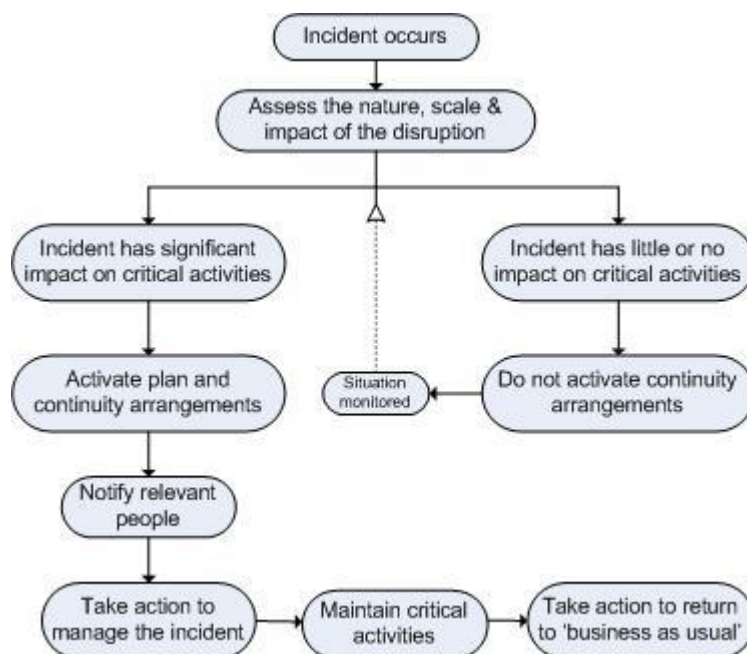 Incident occurs
Assess the nature, scale &
impact of the disruption
Incident has significant
impact on critical activities
Incident has little or no
impact on critical activities
Activate plan and
continuity arrangements
Situation
monitored
Do not activate continuity
arrangements
Notify relevant
people
Take action to
manage the incident
Maintain critical
activities
Take action to return
to ‘business as usual’